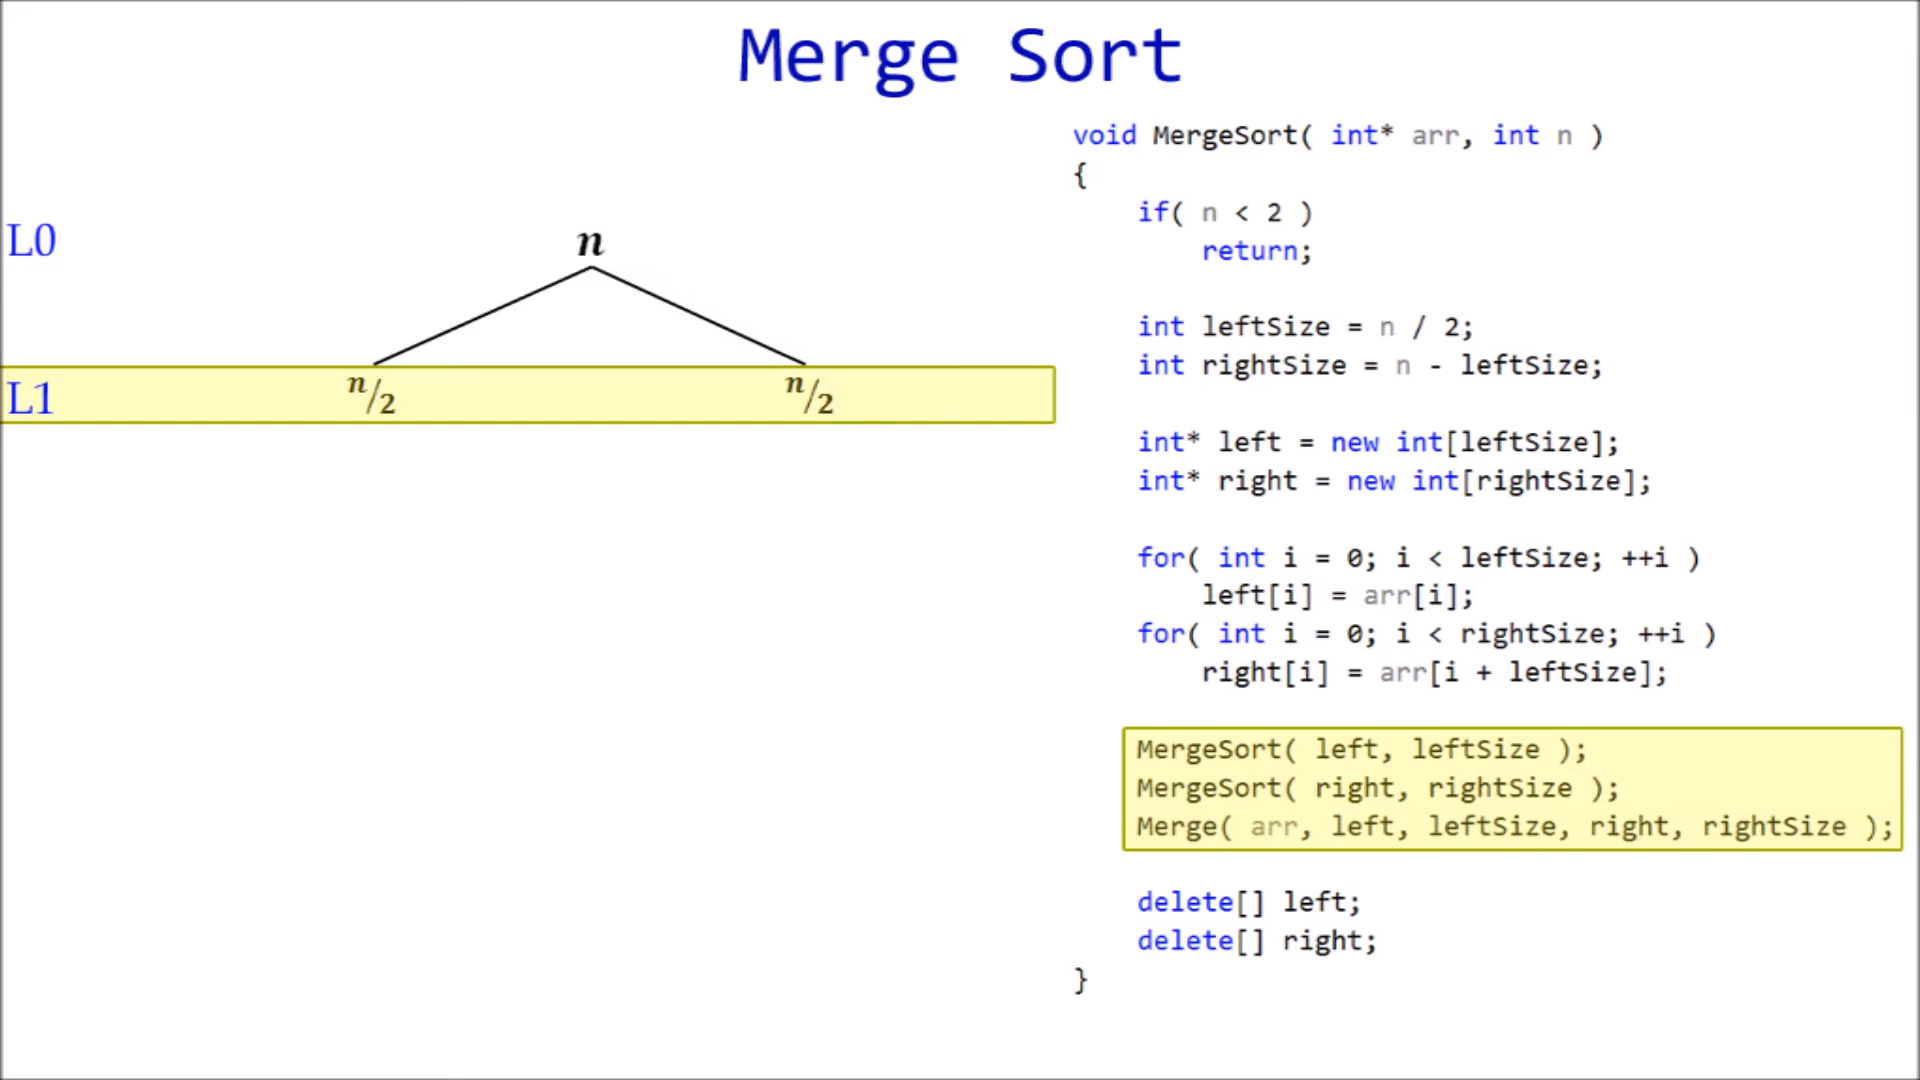 Merge Sort
L0
n
L1
n/2 n/2
void MergeSort( int* arr, int n )
{
if( n < 2 )
return;
int leftSize = n / 2;
int rightSize = n - leftSize;
int* left = new int[leftSize];
int* right = new int[rightSize];
for( int i = 0; i < leftSize; ++i )
left[i] = arr[i];
for( int i = 0; i < rightSize; ++i )
right[i] = arr[i + leftSize];
MergeSort( left, leftSize );
MergeSort( right, rightSize );
Merge( arr, left, leftSize, right, rightSize );
delete[] left;
delete[] right;
}